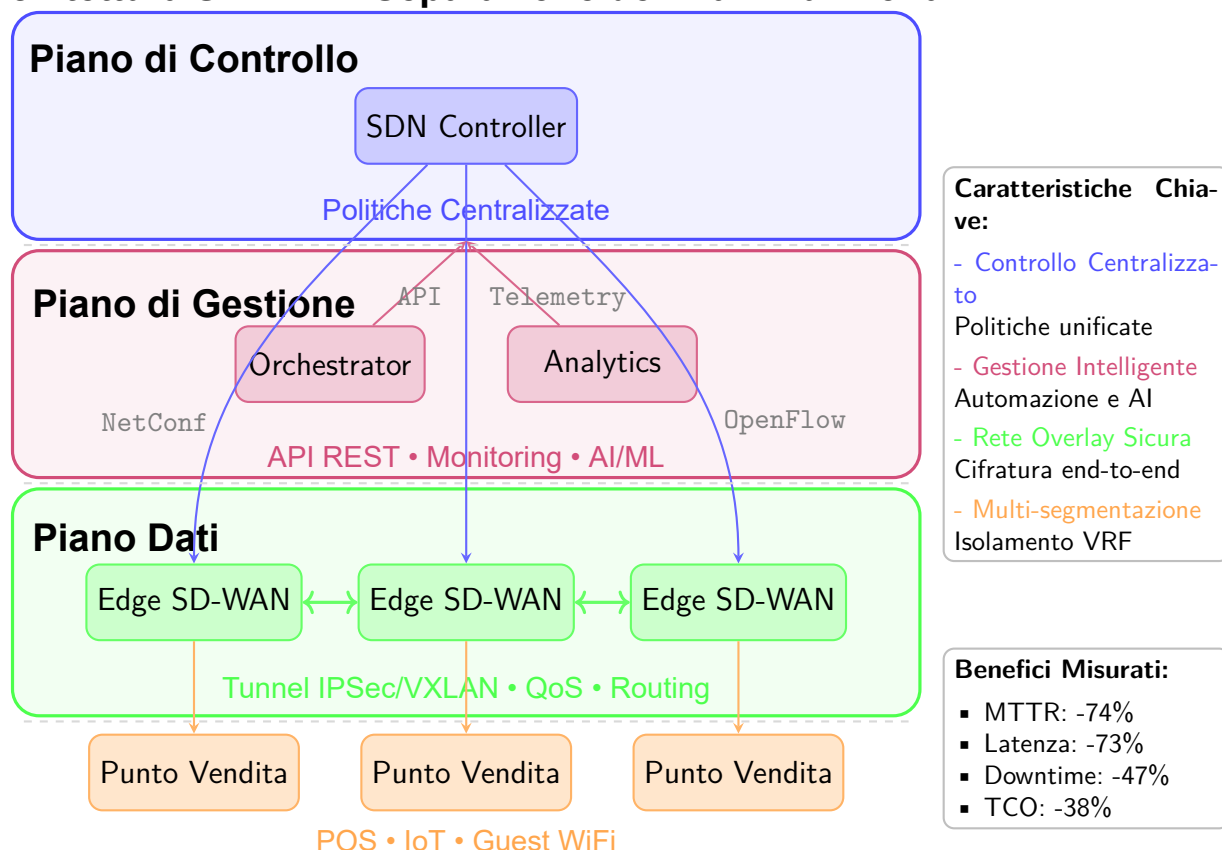 Piano di Controllo
SDN Controller
Politiche Centralizzate
Piano di Gestione
API
Telemetry
Orchestrator
Analytics
NetConf
OpenFlow
API REST • Monitoring • AI/ML
Piano Dati
Edge SD-WAN
Edge SD-WAN
Edge SD-WAN
Tunnel IPSec/VXLAN • QoS • Routing
Punto Vendita
Punto Vendita
Punto Vendita
POS • IoT • Guest WiFi
Caratteristiche Chia-
ve:
- Controllo Centralizza-
to
Politiche unificate
- Gestione Intelligente
Automazione e AI
- Rete Overlay Sicura
Cifratura end-to-end
- Multi-segmentazione
Isolamento VRF
Benefici Misurati:
▪ MTTR: -74%
▪ Latenza: -73%
▪ Downtime: -47%
▪ TCO: -38%